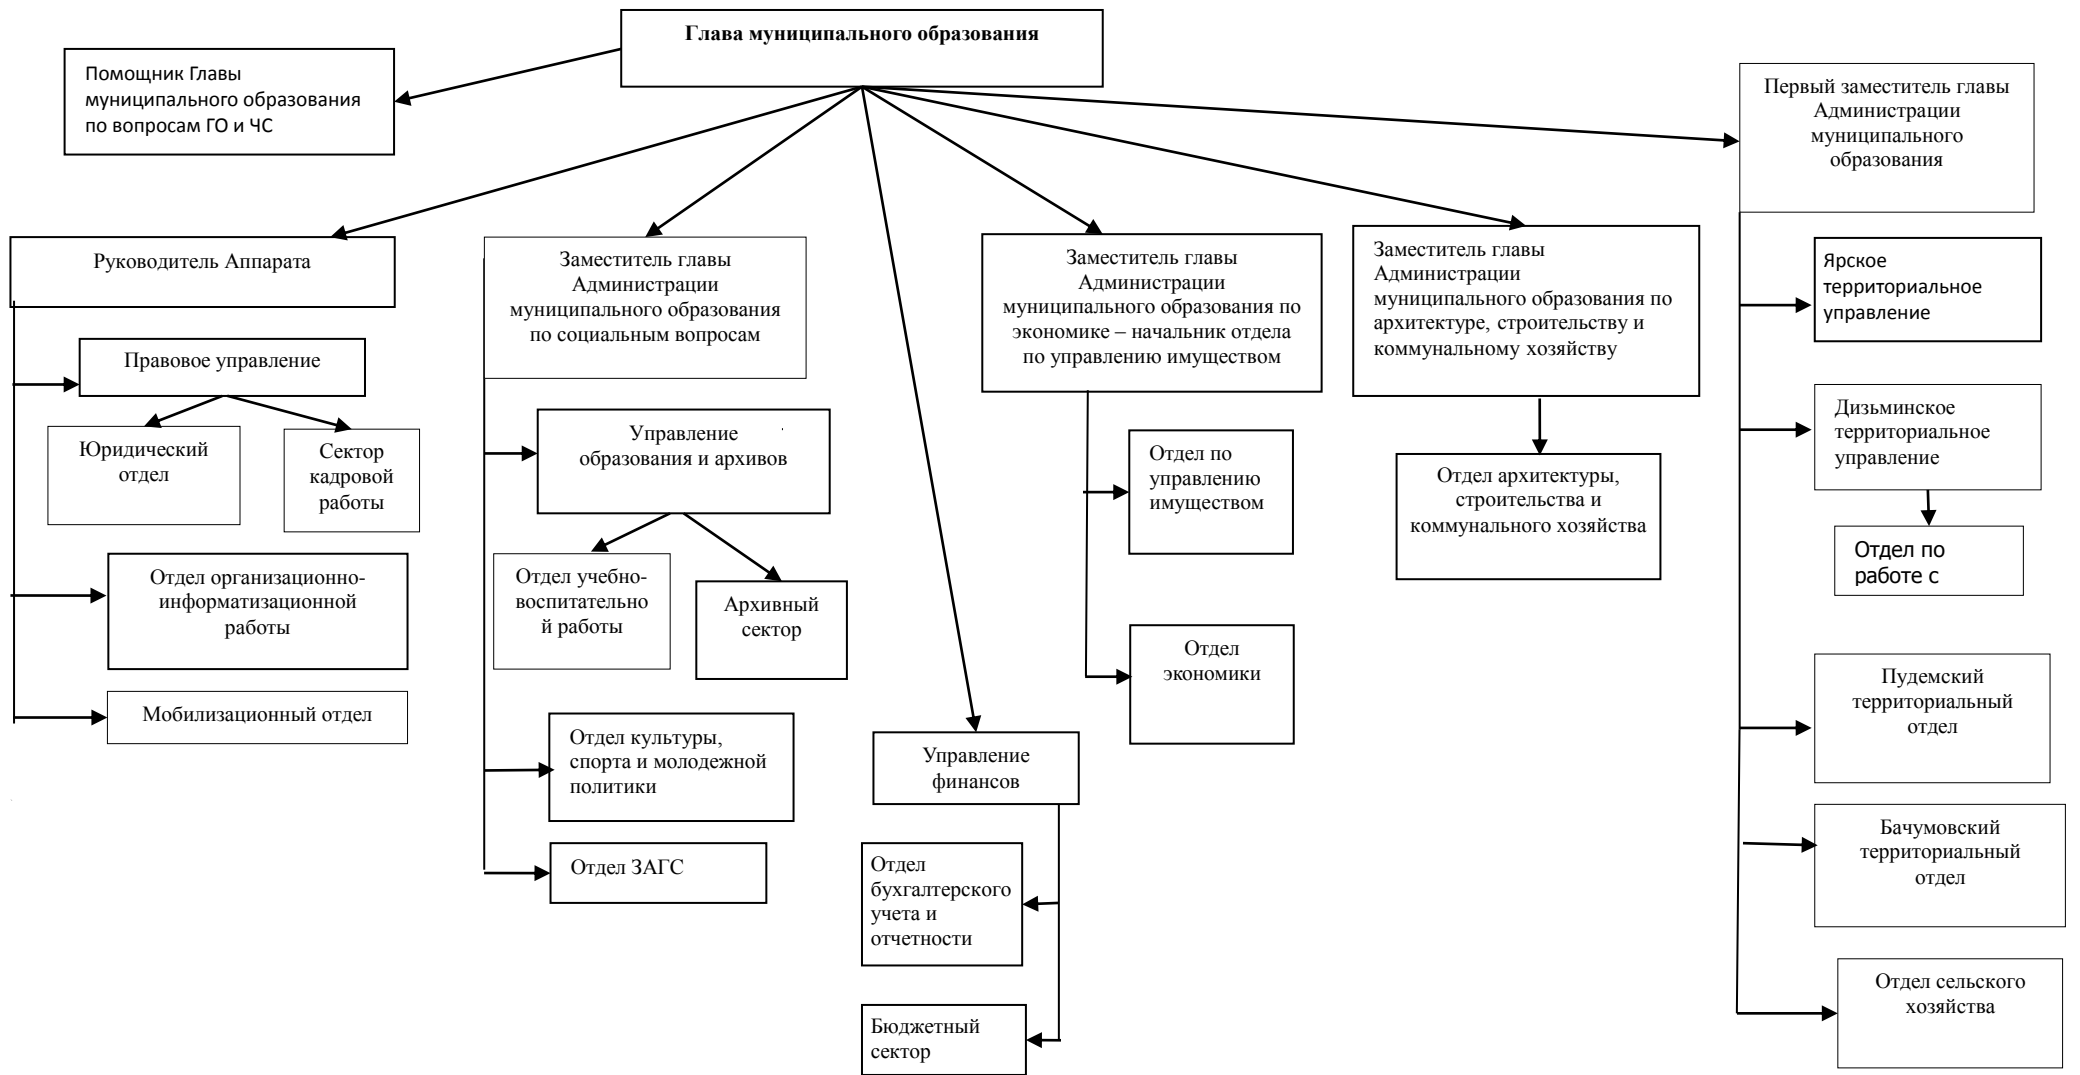 Глава муниципального образования
Помощник Главы
муниципального образования
по вопросам ГО и ЧС
Первый заместитель главы
Администрации
муниципального
образования
Руководитель Аппарата
Правовое управление
Юридический
отдел
Сектор
кадровой
работы
Отдел организационно-
информатизационной
работы
Мобилизационный отдел
Заместитель главы
Администрации
муниципального образования
по социальным вопросам
Управление
образования и архивов
Отдел учебно-
воспитательно
й работы
Архивный
сектор
Отдел культуры,
спорта и молодежной
политики
Отдел ЗАГС
Управление
финансов
Отдел
бухгалтерского
учета и
отчетности
Бюджетный
сектор
Заместитель главы
Администрации
муниципального образования по
экономике – начальник отдела
по управлению имуществом
Отдел по
управлению
имуществом
Отдел
экономики
Заместитель главы
Администрации
муниципального образования по
архитектуре, строительству и
коммунальному хозяйству
Отдел архитектуры,
строительства и
коммунального хозяйства
Ярское
территориальное
управление
Дизьминское
территориальное
управление
Отдел по
работе с
Пудемский
территориальный
отдел
Бачумовский
территориальный
отдел
Отдел сельского
хозяйства